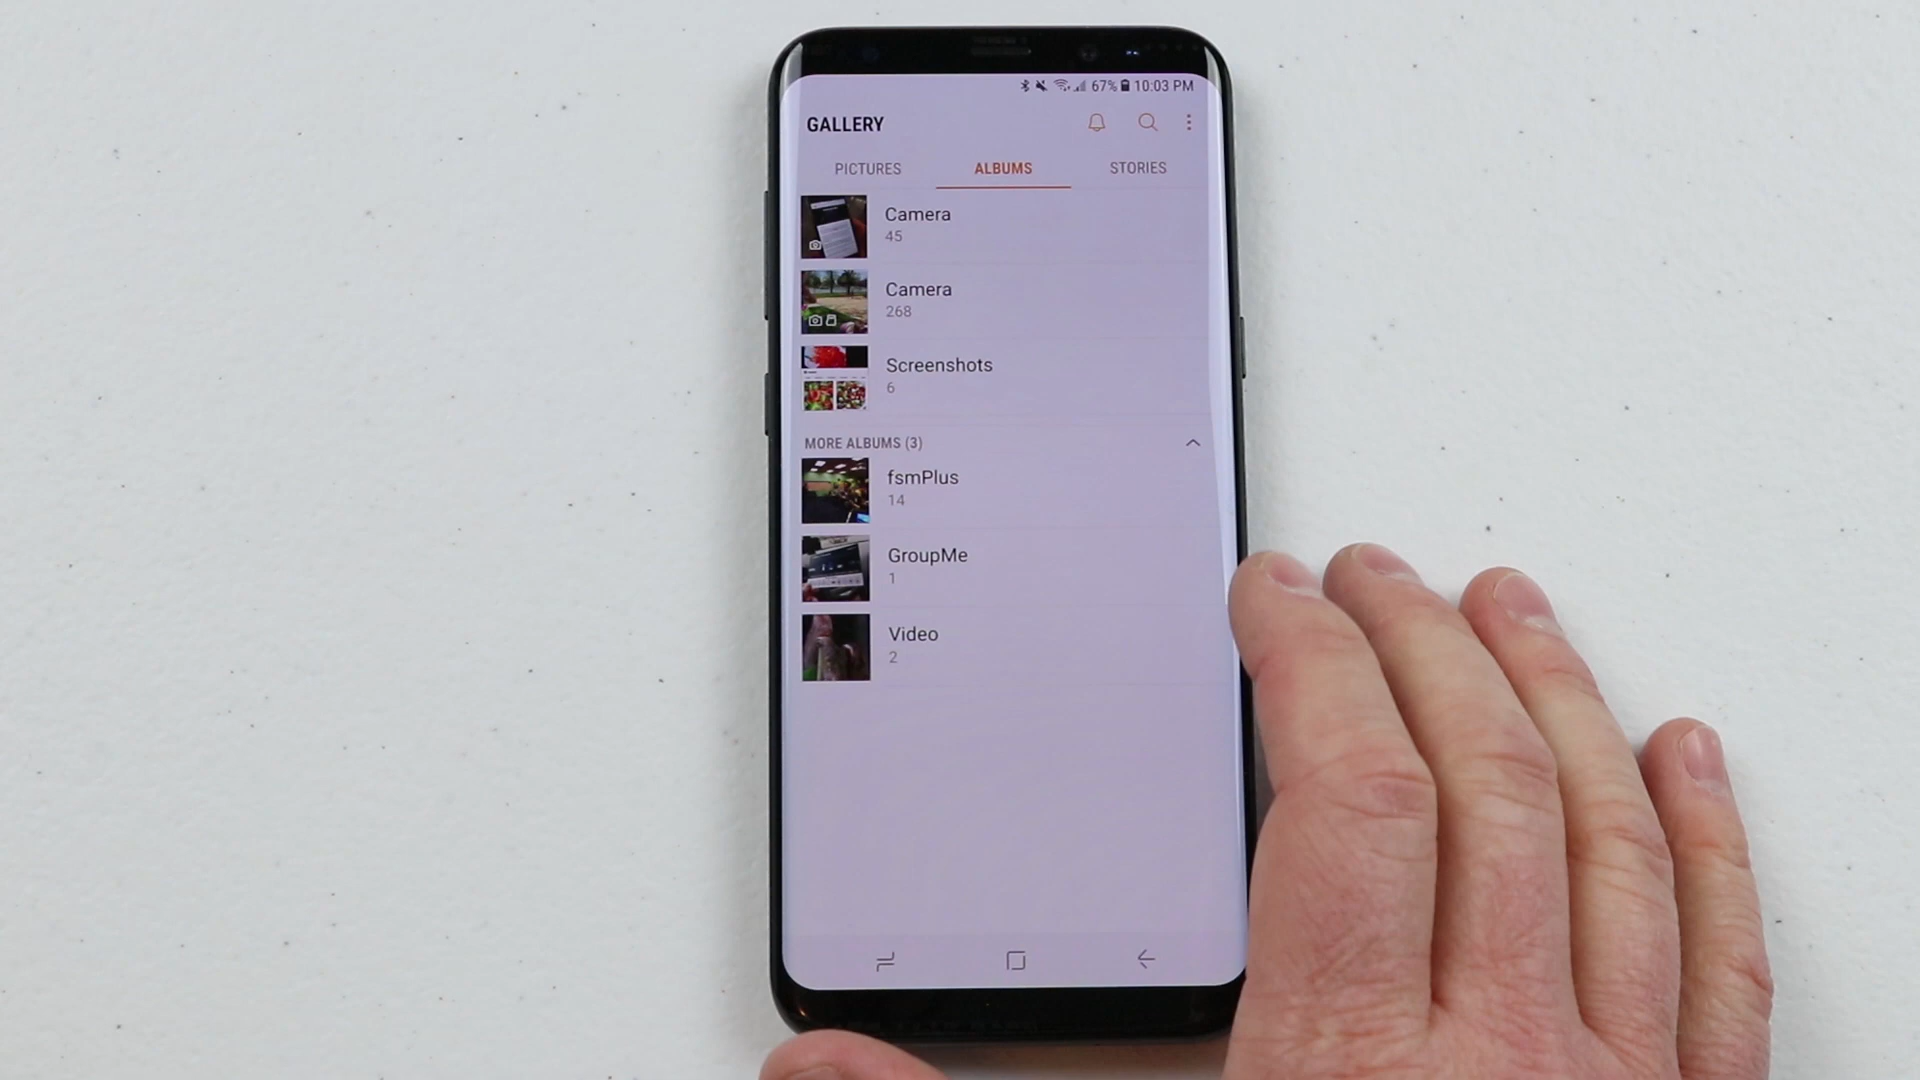 67% 10:03 PM
GALLERY
PICTURES ALBUMS STORIES
Camera
45
Camera
268
Screenshots
6
MORE ALBUMS (3)
fsmPlus
14
GroupMe
1
Video
2